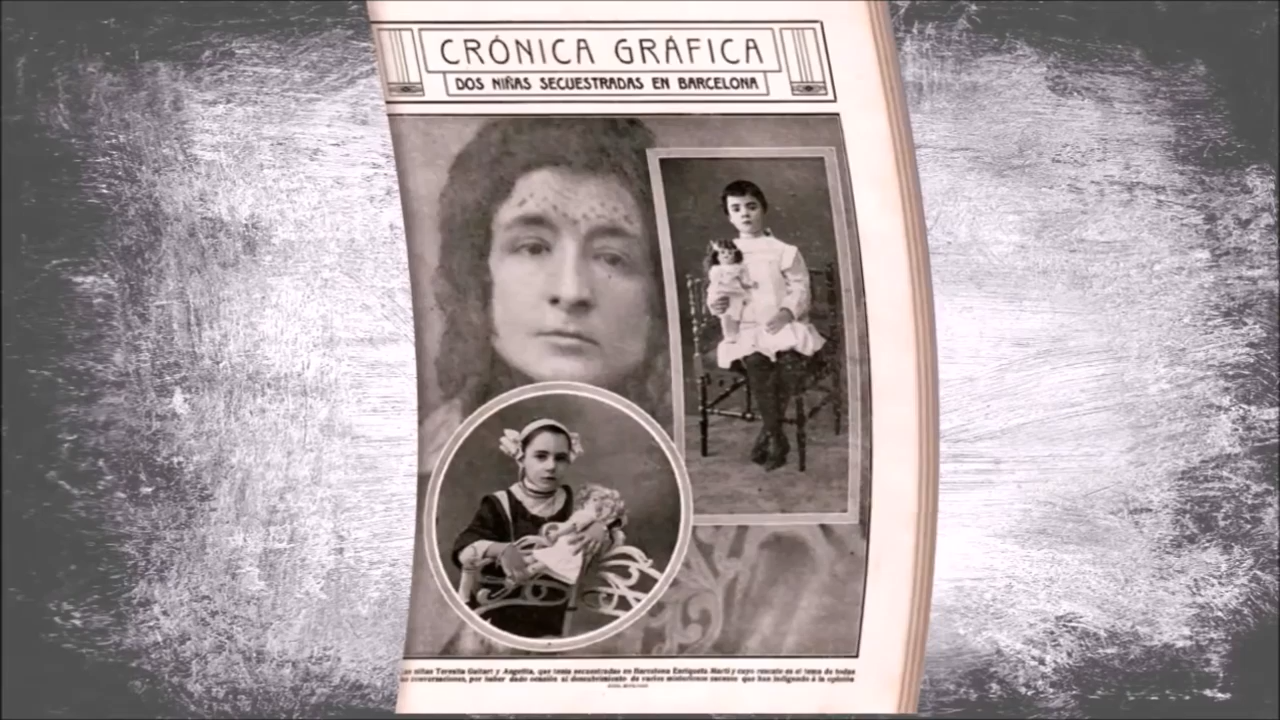 CRÓNICA GRÁFICA
DOS NIÑAS SECUESTRADAS EN BARCELONA
niñas Teresita Guitart y Angelita, que tenía secuestradas en Barcelona Enriqueta Martí y cuyo rescate es el tema de todas
conversaciones, por haber dado ocasión al descubrimiento de varios misteriosos sucesos que han indignado á la opinión